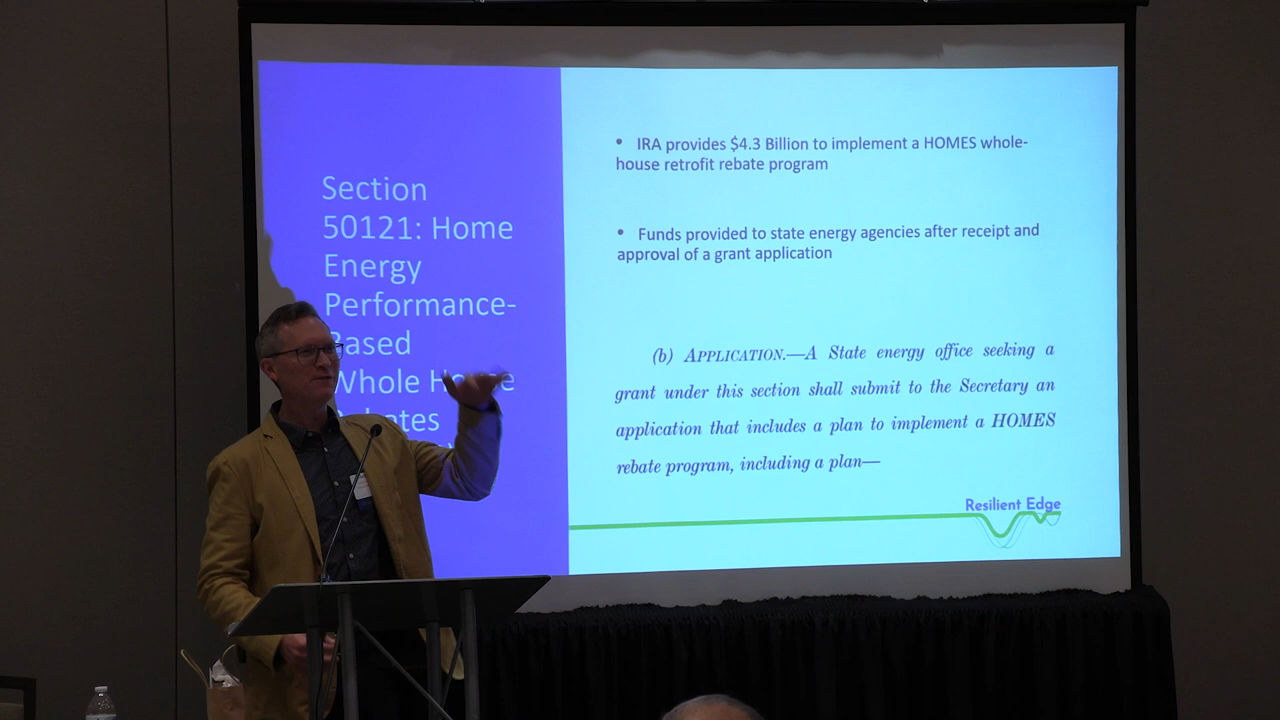 Section
50121: Home
Energy
Performance-
Based
Whole House
Rebates
• IRA provides $4.3 Billion to implement a HOMES whole-
house retrofit rebate program
• Funds provided to state energy agencies after receipt and
approval of a grant application
(b) APPLICATION.—A State energy office seeking a
grant under this section shall submit to the Secretary an
application that includes a plan to implement a HOMES
rebate program, including a plan—
Resilient Edge